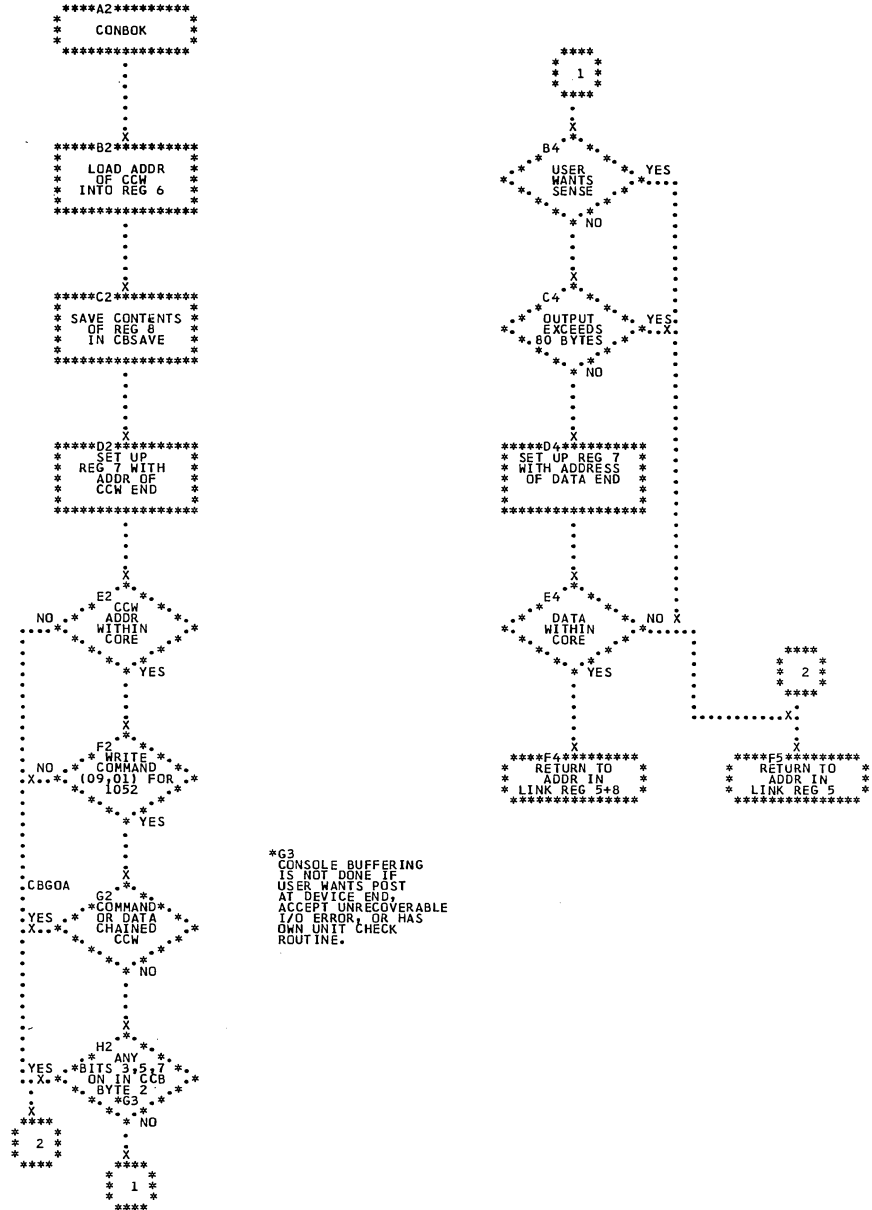 A2
CONBOK
B2
LOAD ADDR
OF CCW
INTO REG 6
C2
SAVE CONTENTS
OF REG 8
IN CBSAVE
D2
SET UP
REG 7 WITH
ADDR OF
CCW END
E2
CCW
ADDR
WITHIN
CORE
NO
YES
F2
WRITE
COMMAND
(09,01) FOR
1052
NO
YES
CBGOA
G2
*COMMAND*
OR DATA
CHAINED
CCW
YES
NO
H2
ANY
BITS 3,5,7
ON IN CCB
BYTE 2
*G3
YES
NO
2
1
*G3
CONSOLE BUFFERING
IS NOT DONE IF
USER WANTS POST
AT DEVICE END,
ACCEPT UNRECOVERABLE
I/O ERROR, OR HAS
OWN UNIT CHECK
ROUTINE.
1
B4
USER
WANTS
SENSE
YES
NO
C4
OUTPUT
EXCEEDS
80 BYTES
YES
NO
D4
SET UP REG 7
WITH ADDRESS
OF DATA END
E4
DATA
WITHIN
CORE
NO
YES
2
F4
RETURN TO
ADDR IN
LINK REG 5+8
F5
RETURN TO
ADDR IN
LINK REG 5